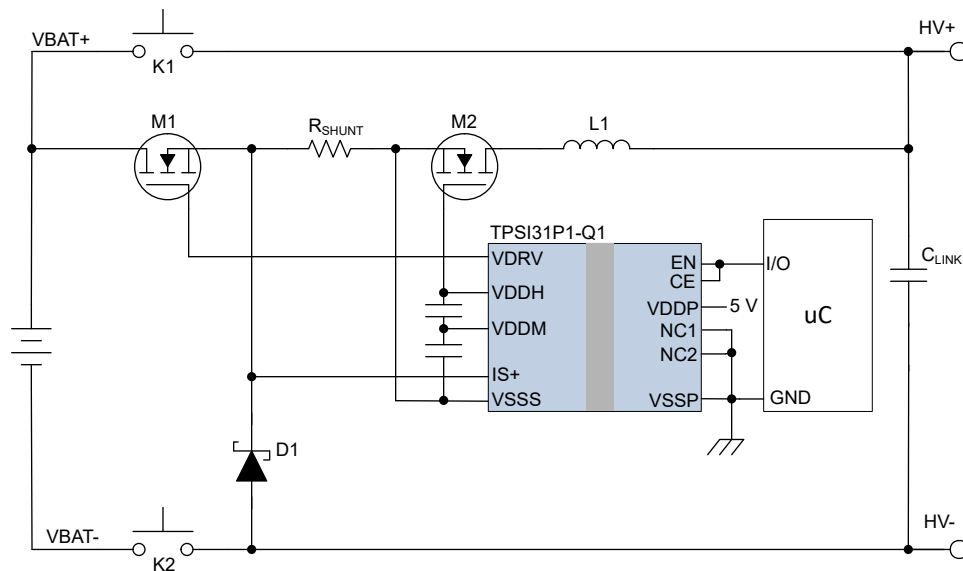 VBAT+
K1
HV+
M1
RSHUNT
M2
L1
TPSI31P1-Q1
VDRV
VDDH
VDDM
IS+
VSSS
EN
CE
VDDP
NC1
NC2
VSSP
5 V
I/O
uC
GND
CLINK
D1
VBAT-
K2
HV-